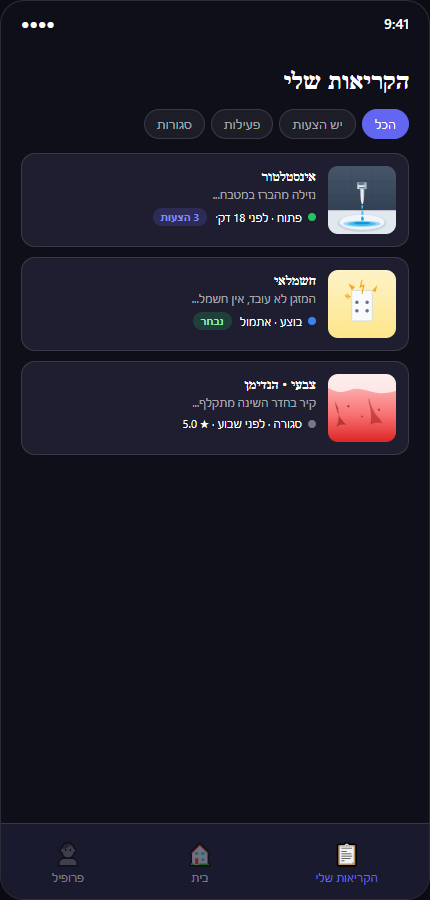 9:41
הקריאות שלי
הכל
יש הצעות
פעילות
סגורות
אינסטלטור
נזילה מהברז במטבח...
פתוח · לפני 18 דק׳
3 הצעות
חשמלאי
המזגן לא עובד, אין חשמל...
בוצע · אתמול
נבחר
צבעי • הנדימן
קיר בחדר השינה מתקלף...
סגורה · לפני שבוע · ★ 5.0
הקריאות שלי
בית
פרופיל